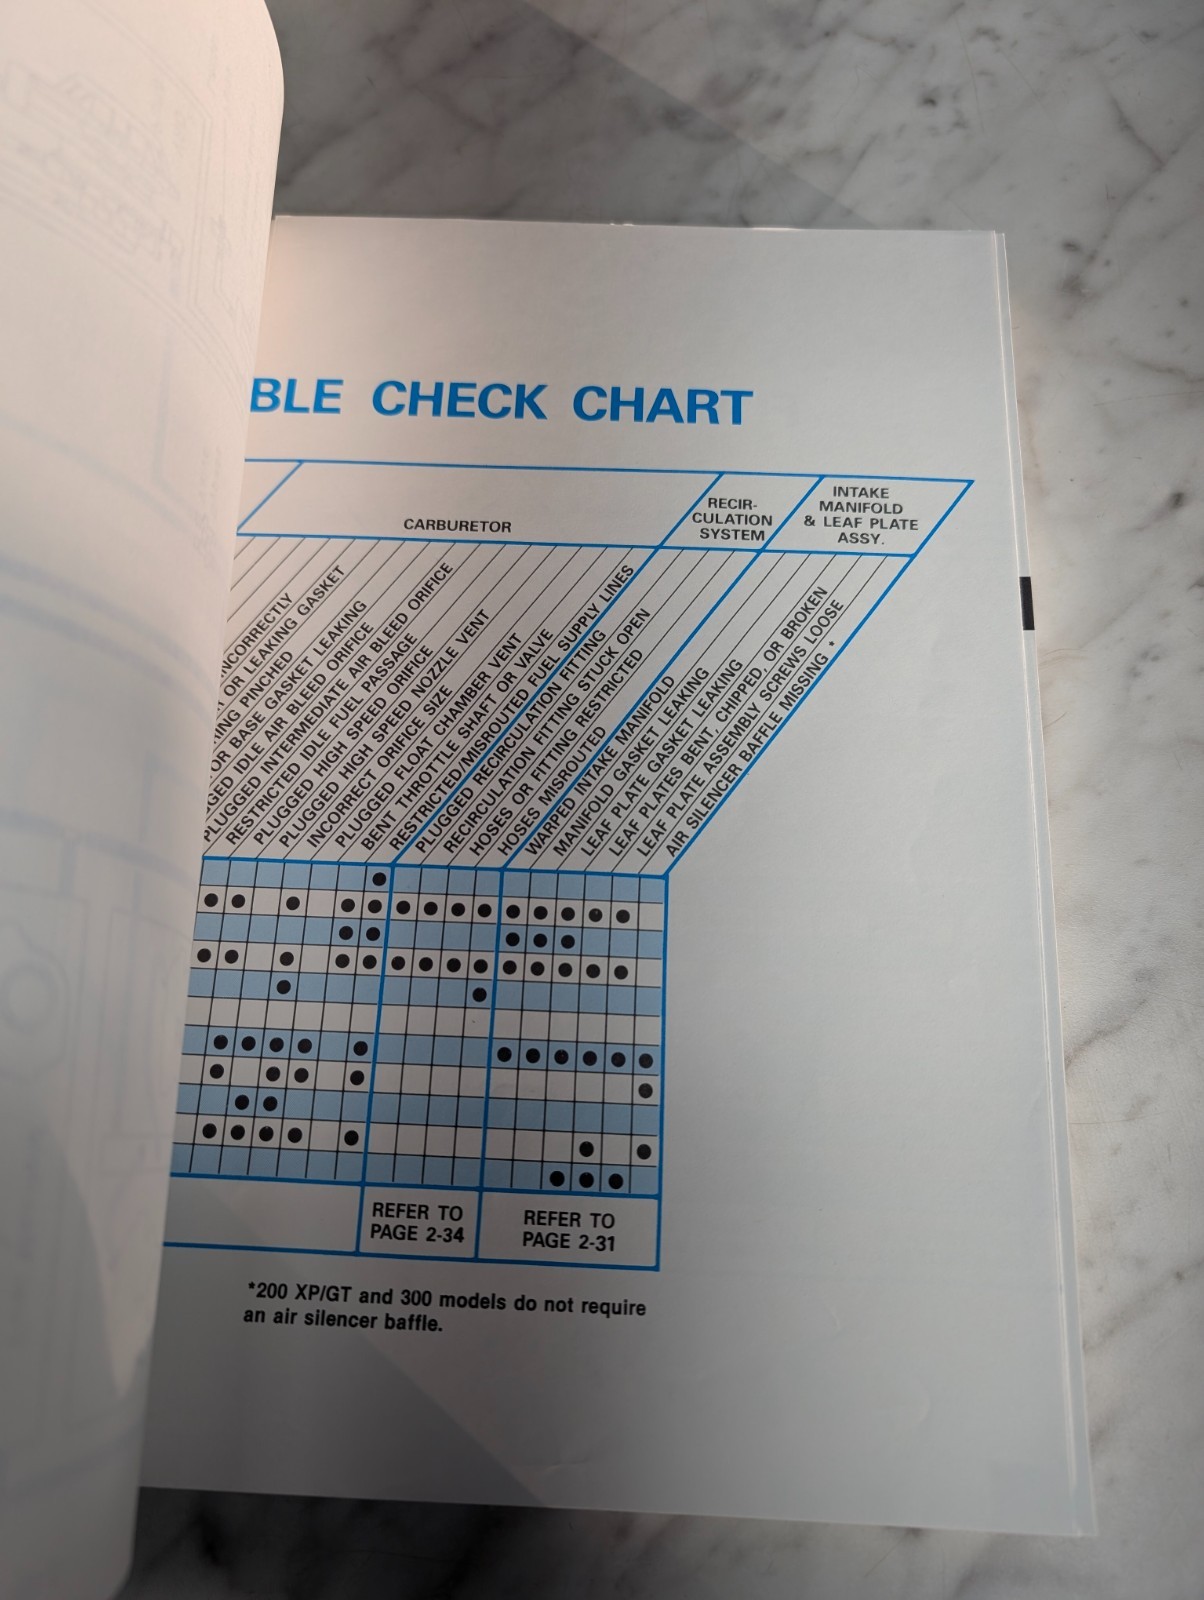 BLE CHECK CHART
CARBURETOR
RECIR-
CULATION
SYSTEM
INTAKE
MANIFOLD
& LEAF PLATE
ASSY.
INCORRECTLY
OR LEAKING GASKET
PINCHED
BASE GASKET LEAKING
IDLE AIR BLEED ORIFICE
PLUGGED INTERMEDIATE AIR BLEED ORIFICE
RESTRICTED IDLE FUEL PASSAGE
PLUGGED HIGH SPEED ORIFICE
PLUGGED HIGH SPEED NOZZLE VENT
INCORRECT ORIFICE SIZE
PLUGGED FLOAT CHAMBER VENT
BENT THROTTLE SHAFT OR VALVE
RESTRICTED/MISROUTED FUEL SUPPLY LINES
PLUGGED RECIRCULATION FITTING
RECIRCULATION FITTING STUCK OPEN
HOSES OR FITTING RESTRICTED
HOSES MISROUTED
WARPED INTAKE MANIFOLD
MANIFOLD GASKET LEAKING
LEAF PLATE GASKET LEAKING
LEAF PLATES BENT, CHIPPED, OR BROKEN
LEAF PLATE ASSEMBLY SCREWS LOOSE
AIR SILENCER BAFFLE MISSING *
REFER TO
PAGE 2-34
REFER TO
PAGE 2-31
*200 XP/GT and 300 models do not require
an air silencer baffle.